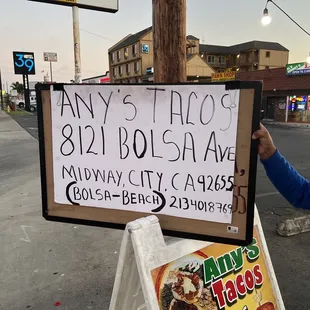 39
ANY'S TACOS
8121 BOLSA AVE
MIDWAY, CITY, CA 92655
(BOLSA-BEACH) 2134018769
Any's
Tacos